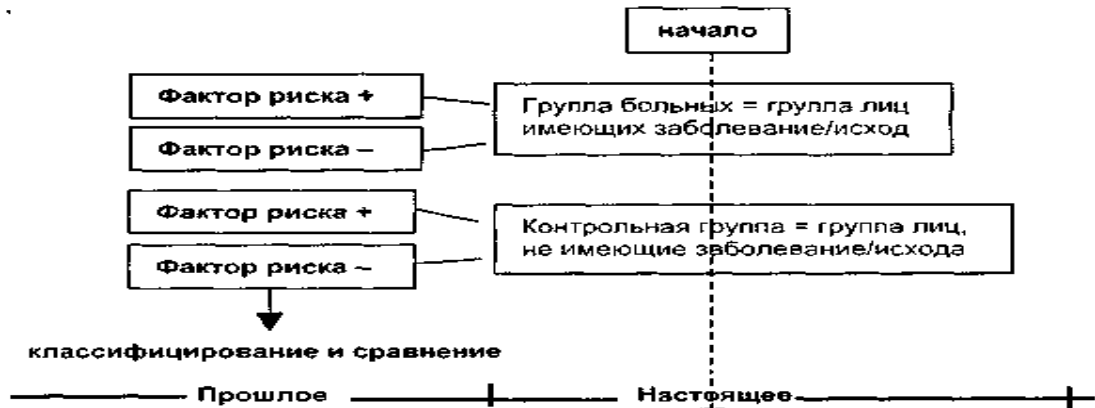 начало
Фактор риска +
Группа больных = группа лиц
имеющих заболевание/исход
Фактор риска –
Фактор риска +
Контрольная группа = группа лиц,
не имеющие заболевание/исхода
Фактор риска –
классифицирование и сравнение
Прошлое
Настоящее